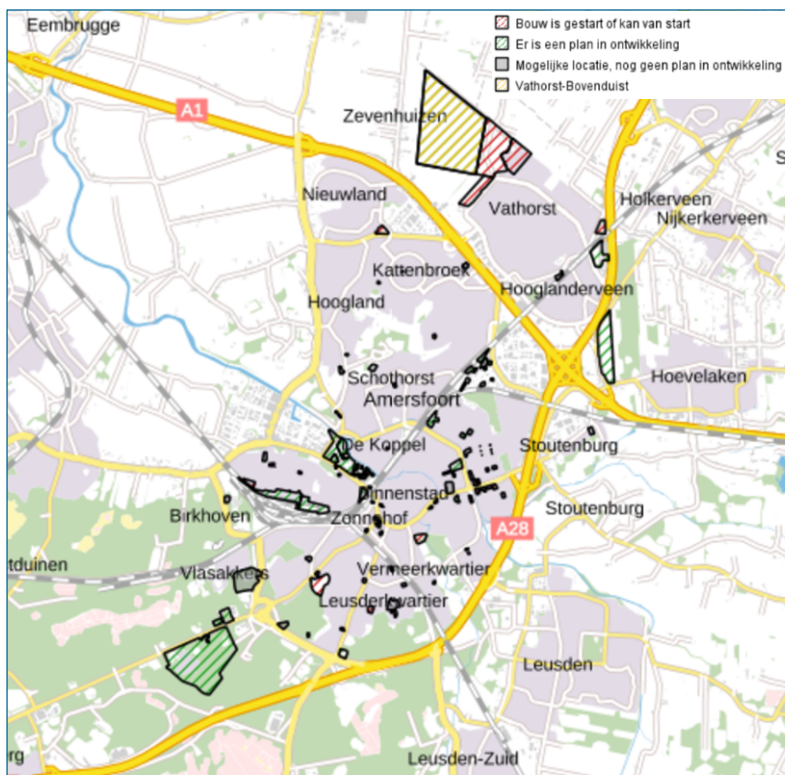 Bouw is gestart of kan van start
Er is een plan in ontwikkeling
Mogelijke locatie, nog geen plan in ontwikkeling
Vathorst-Bovenduist
Eembrugge
A1
Zevenhuizen
Nieuwland
Vathorst
Holkerveen
Nijkerkerveen
S
Kattenbroek
Hooglanderveen
Hoogland
Schothorst
Hoevelaken
Amersfoort
De Koppel
Stoutenburg
Binnenstad
Birkhoven
Zonnehof
A28
Stoutenburg
tduinen
Vlasakkers
Vermeerkwartier
Leusderkwartier
Leusden
rg
Leusden-Zuid